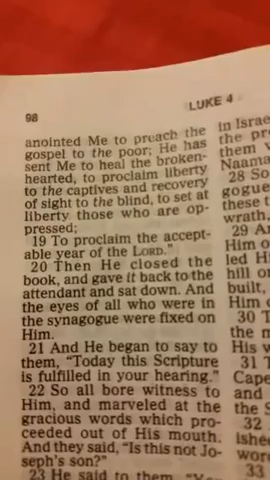 98
LUKE 4
anointed Me to preach the
gospel to the poor; He has
sent Me to heal the broken-
hearted, to proclaim liberty
to the captives and recovery
of sight to the blind, to set at
liberty those who are op-
pressed;
19 To proclaim the accept-
able year of the LORD."
20 Then He closed the
book, and gave it back to the
attendant and sat down. And
the eyes of all who were in
the synagogue were fixed on
Him.
21 And He began to say to
them, "Today this Scripture
is fulfilled in your hearing."
22 So all bore witness to
Him, and marveled at the
gracious words which pro-
ceeded out of His mouth.
And they said, "Is this not Jo-
seph's son?"
23 He said to them, "You
in Israe
the pr
them
Naama
28 So
gogue
these t
wrath,
29 A
Him o
led Hi
hill o
built,
Him
30 T
the m
His w
31 T
Cape
and
the S
32
ishe
wor
33